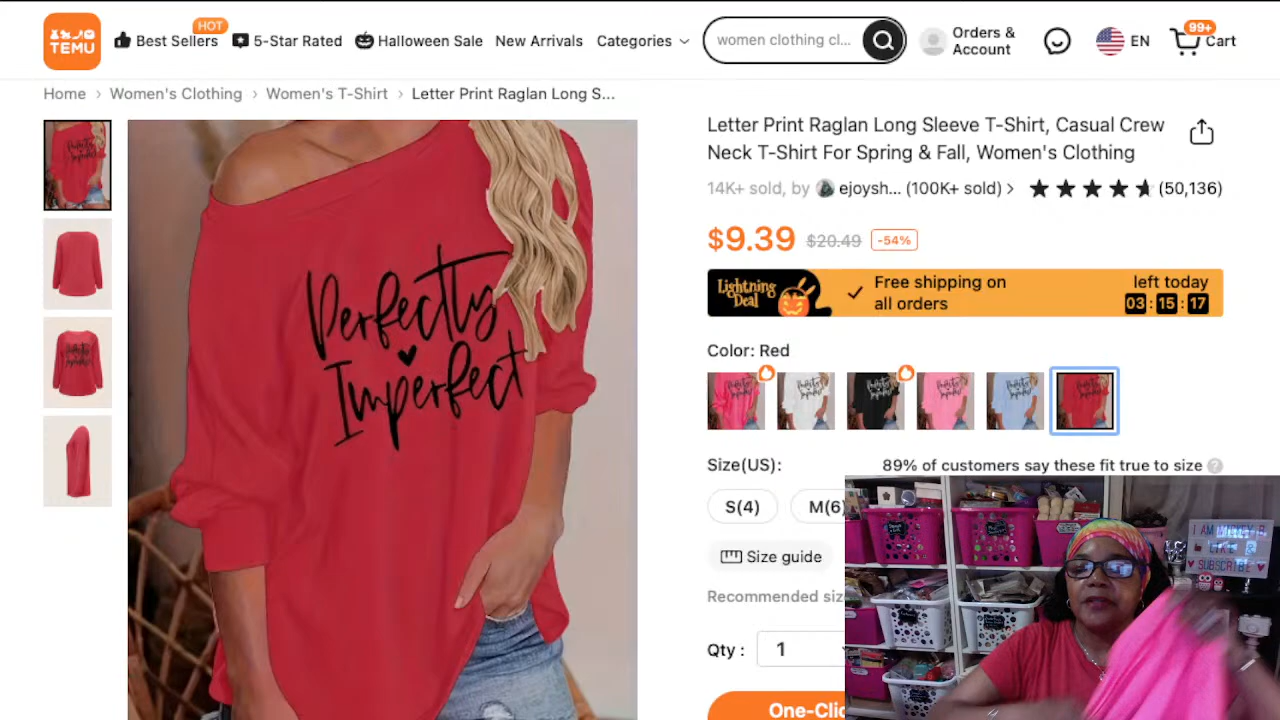 TEMU
Best Sellers
HOT
5-Star Rated
Halloween Sale
New Arrivals
Categories
women clothing cl...
Orders &
Account
EN
99+
Cart
Home › Women's Clothing › Women's T-Shirt › Letter Print Raglan Long S...
Letter Print Raglan Long Sleeve T-Shirt, Casual Crew
Neck T-Shirt For Spring & Fall, Women's Clothing
14K+ sold, by ejoysh... (100K+ sold) › (50,136)
$9.39 $20.49 -54%
Lightning
Deal
Free shipping on
all orders
left today
03 : 15 : 17
Perfectly
Imperfect
Color: Red
Size(US):
89% of customers say these fit true to size ?
S(4)
M(6)
Size guide
Recommended siz
Qty :
1
One-Clic
I AM MICKEY B
LIKE &
SUBSCRIBE